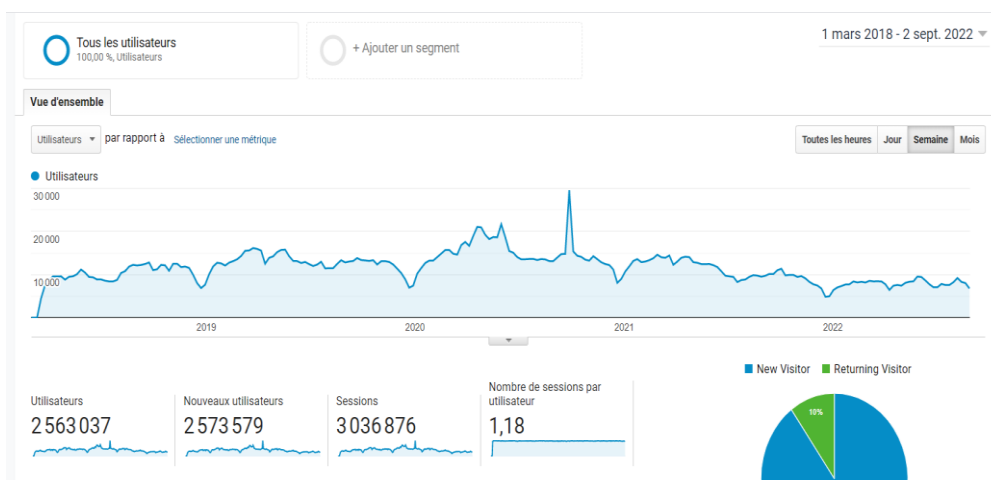 Tous les utilisateurs
100,00 %, Utilisateurs
+ Ajouter un segment
1 mars 2018 - 2 sept. 2022
Vue d'ensemble
Utilisateurs par rapport à Sélectionner une métrique
Toutes les heures Jour Semaine Mois
Utilisateurs
30 000
20 000
10 000
2019 2020 2021 2022
New Visitor Returning Visitor
Utilisateurs
2 563 037
Nouveaux utilisateurs
2 573 579
Sessions
3 036 876
Nombre de sessions par
utilisateur
1,18
10%